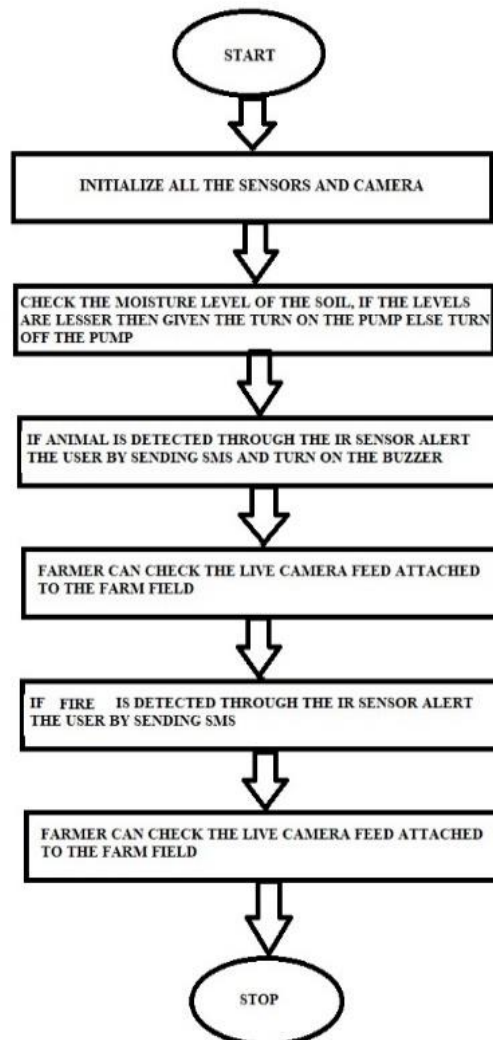 START
INITIALIZE ALL THE SENSORS AND CAMERA
CHECK THE MOISTURE LEVEL OF THE SOIL, IF THE LEVELS
ARE LESSER THEN GIVEN THE TURN ON THE PUMP ELSE TURN
OFF THE PUMP
IF ANIMAL IS DETECTED THROUGH THE IR SENSOR ALERT
THE USER BY SENDING SMS AND TURN ON THE BUZZER
FARMER CAN CHECK THE LIVE CAMERA FEED ATTACHED
TO THE FARM FIELD
IF FIRE IS DETECTED THROUGH THE IR SENSOR ALERT
THE USER BY SENDING SMS
FARMER CAN CHECK THE LIVE CAMERA FEED ATTACHED
TO THE FARM FIELD
STOP